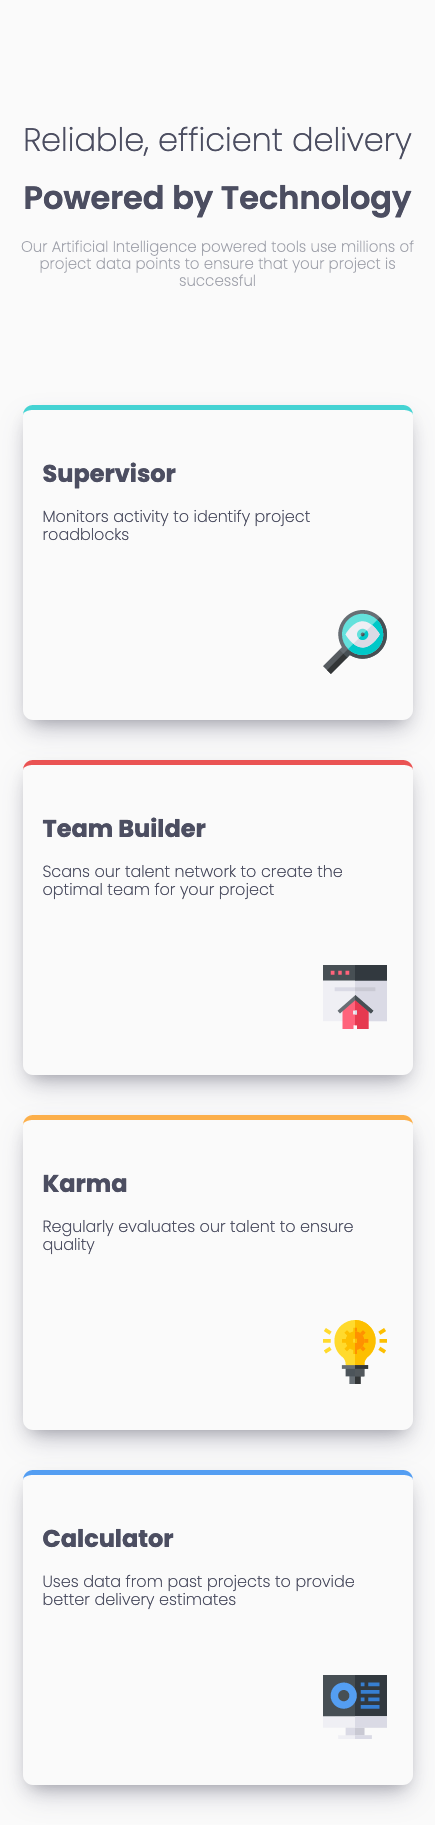 Reliable, efficient delivery
Powered by Technology
Our Artificial Intelligence powered tools use millions of
project data points to ensure that your project is
successful
Supervisor
Monitors activity to identify project
roadblocks
Team Builder
Scans our talent network to create the
optimal team for your project
Karma
Regularly evaluates our talent to ensure
quality
Calculator
Uses data from past projects to provide
better delivery estimates